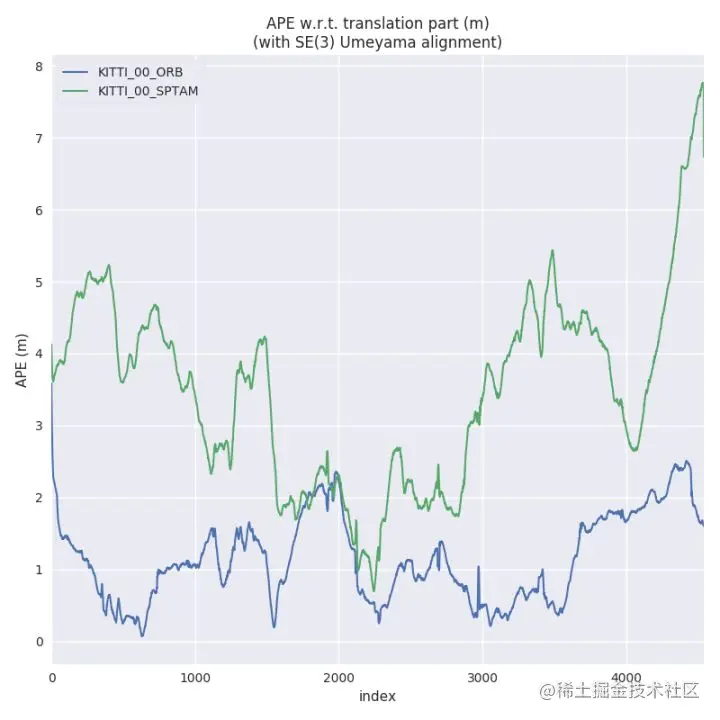 APE w.r.t. translation part (m)
(with SE(3) Umeyama alignment)
KITTI_00_ORB
KITTI_00_SPTAM
8
7
6
5
4
3
2
1
0
APE (m)
0 1000 2000 3000 4000
index
@稀土掘金技术社区